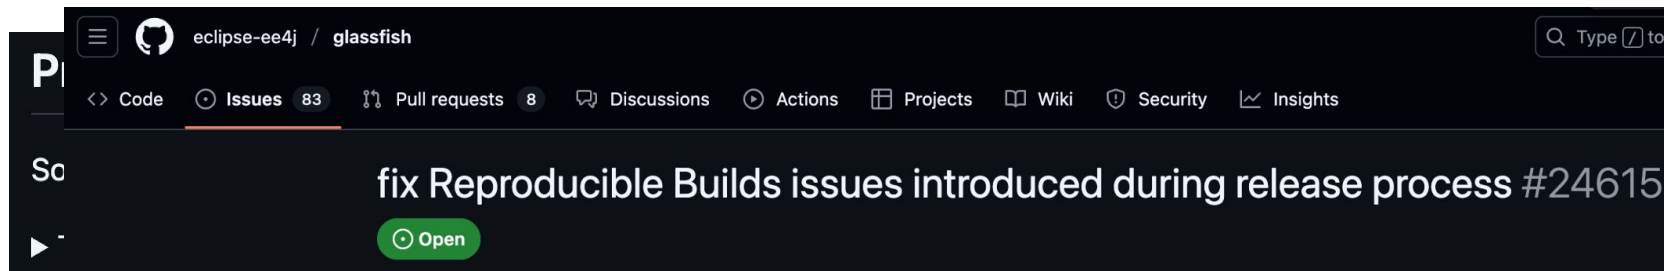 eclipse-ee4j / glassfish
Type / to
Code Issues 83 Pull requests 8 Discussions Actions Projects Wiki Security Insights
fix Reproducible Builds issues introduced during release process #24615
Open
So